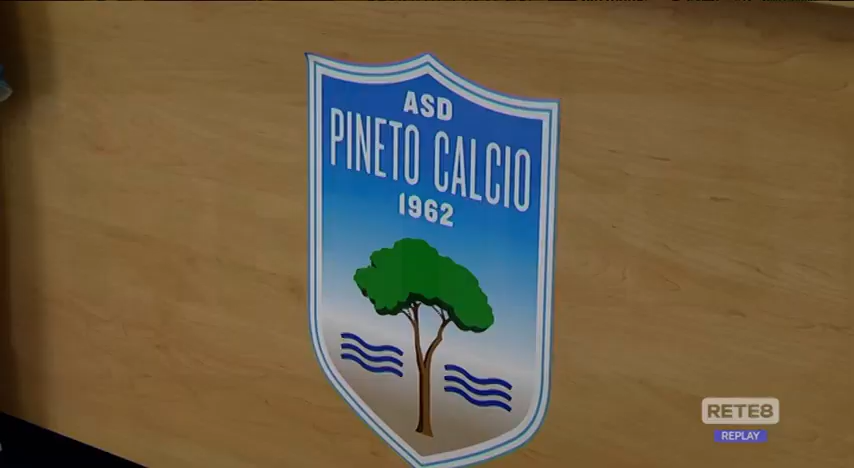 ASD
PINETO CALCIO
1962
RETE8
REPLAY